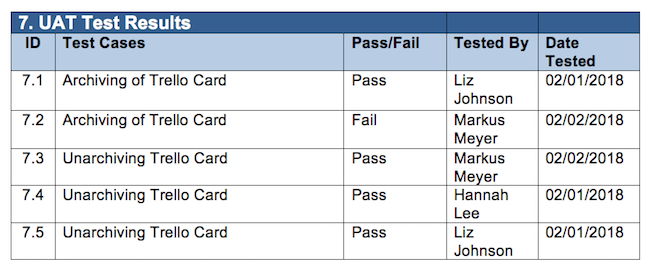 7. UAT Test Results
ID Test Cases Pass/Fail Tested By Date
Tested
7.1 Archiving of Trello Card Pass Liz
Johnson 02/01/2018
7.2 Archiving of Trello Card Fail Markus
Meyer 02/02/2018
7.3 Unarchiving Trello Card Pass Markus
Meyer 02/02/2018
7.4 Unarchiving Trello Card Pass Hannah
Lee 02/01/2018
7.5 Unarchiving Trello Card Pass Liz
Johnson 02/01/2018